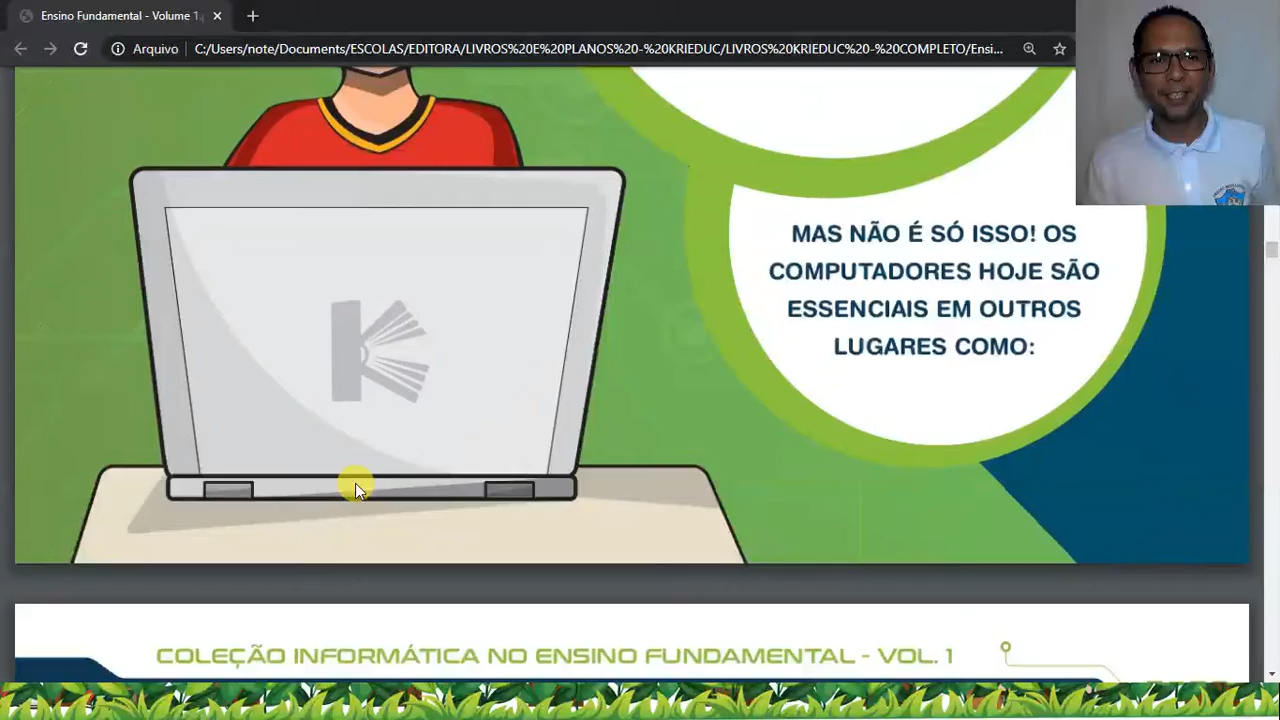 Ensino Fundamental - Volume 1,
Arquivo
C:/Users/note/Documents/ESCOLAS/EDITORA/LIVROS%20E%20PLANOS%20-%20KRIEDUC/LIVROS%20KRIEDUC%20-%20COMPLETO/Ensi...
MAS NÃO É SÓ ISSO! OS
COMPUTADORES HOJE SÃO
ESSENCIAIS EM OUTROS
LUGARES COMO:
COLEÇÃO INFORMÁTICA NO ENSINO FUNDAMENTAL - VOL. 1